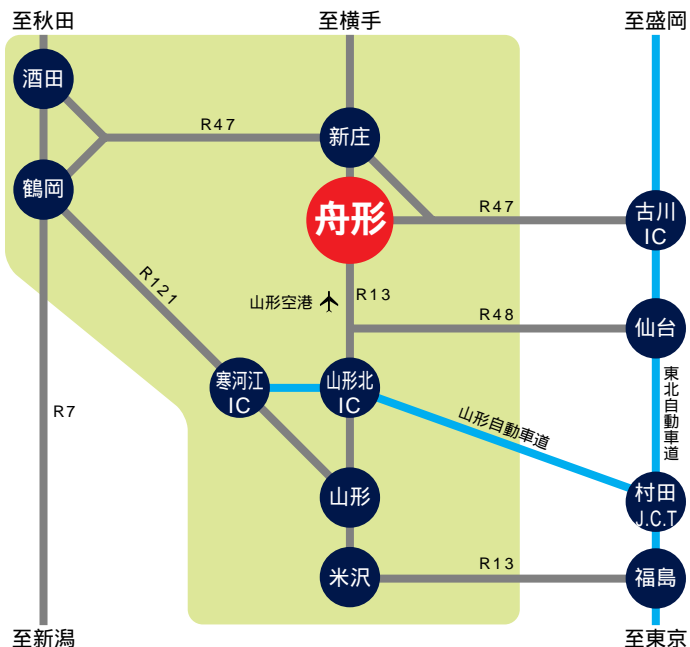 至秋田
至横手
至盛岡
酒田
R47
新庄
鶴岡
舟形
R47
古川
IC
R121
山形空港
R13
R48
仙台
寒河江
IC
山形北
IC
東北自動車道
R7
山形自動車道
山形
村田
J.C.T
米沢
R13
福島
至新潟
至東京